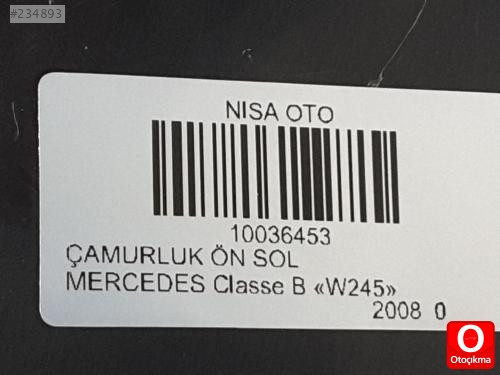 #234893
NISA OTO
10036453
ÇAMURLUK ÖN SOL
MERCEDES Classe B «W245»
2008 0
O
Otoçıkma